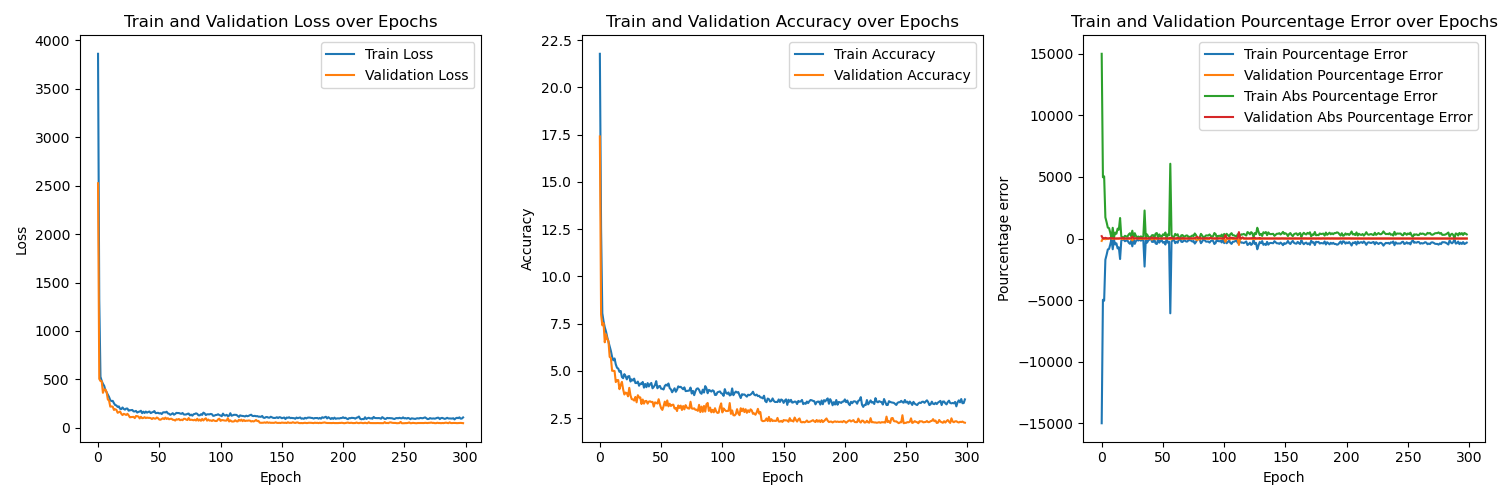 Train and Validation Loss over Epochs
4000
3500
3000
2500
2000
1500
1000
500
0
Loss
0 50 100 150 200 250 300
Epoch
Train Loss
Validation Loss
Train and Validation Accuracy over Epochs
22.5
20.0
17.5
15.0
12.5
10.0
7.5
5.0
2.5
Accuracy
0 50 100 150 200 250 300
Epoch
Train Accuracy
Validation Accuracy
Train and Validation Pourcentage Error over Epochs
15000
10000
5000
0
−5000
−10000
−15000
Pourcentage error
0 50 100 150 200 250 300
Epoch
Train Pourcentage Error
Validation Pourcentage Error
Train Abs Pourcentage Error
Validation Abs Pourcentage Error